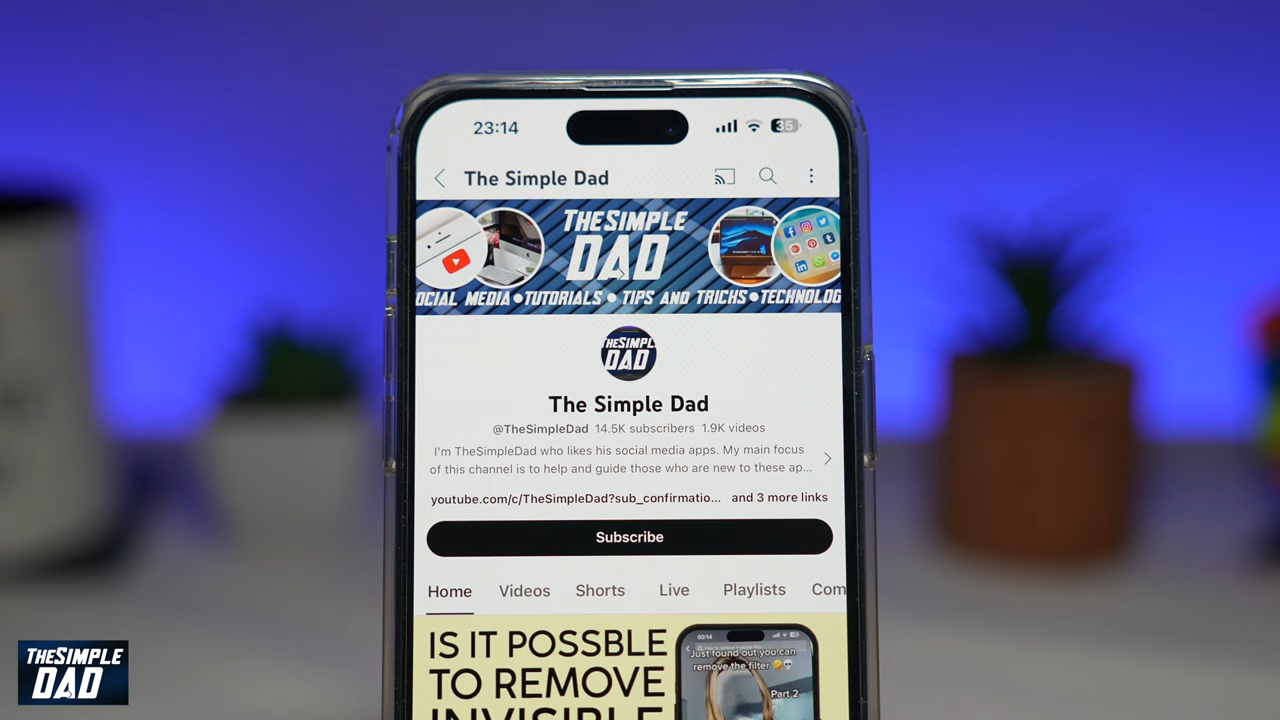 23:14
35
The Simple Dad
THESIMPLE
DAD
OCIAL MEDIA • TUTORIALS • TIPS AND TRICKS • TECHNOLOG
THESIMPLE
DAD
The Simple Dad
@TheSimpleDad 14.5K subscribers 1.9K videos
I'm TheSimpleDad who likes his social media apps. My main focus
of this channel is to help and guide those who are new to these ap...
youtube.com/c/TheSimpleDad?sub_confirmatio... and 3 more links
Subscribe
Home Videos Shorts Live Playlists Com
IS IT POSSBLE
TO REMOVE
INVISIBLE
00:14
Just found out you can
remove the filter
Part 2
THESIMPLE
DAD